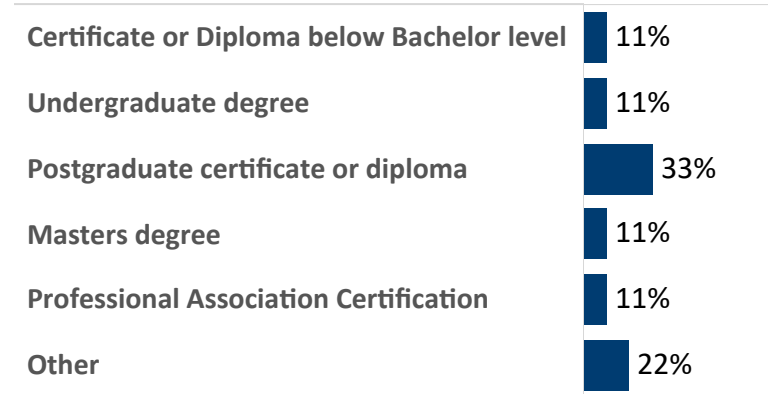 Certificate or Diploma below Bachelor level 11%
Undergraduate degree 11%
Postgraduate certificate or diploma 33%
Masters degree 11%
Professional Association Certification 11%
Other 22%